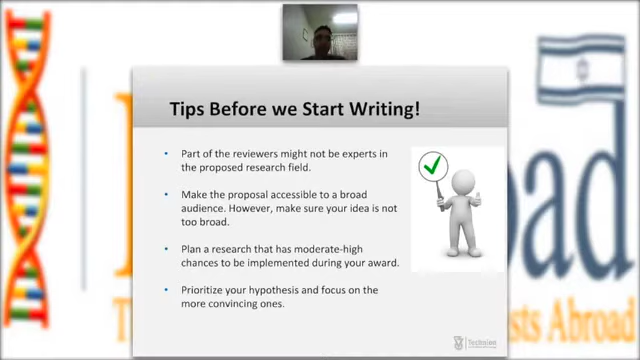 Tips Before we Start Writing!
Part of the reviewers might not be experts in
the proposed research field.
Make the proposal accessible to a broad
audience. However, make sure your idea is not
too broad.
Plan a research that has moderate-high
chances to be implemented during your award.
Prioritize your hypothesis and focus on the
more convincing ones.
Technion
sts Abroad